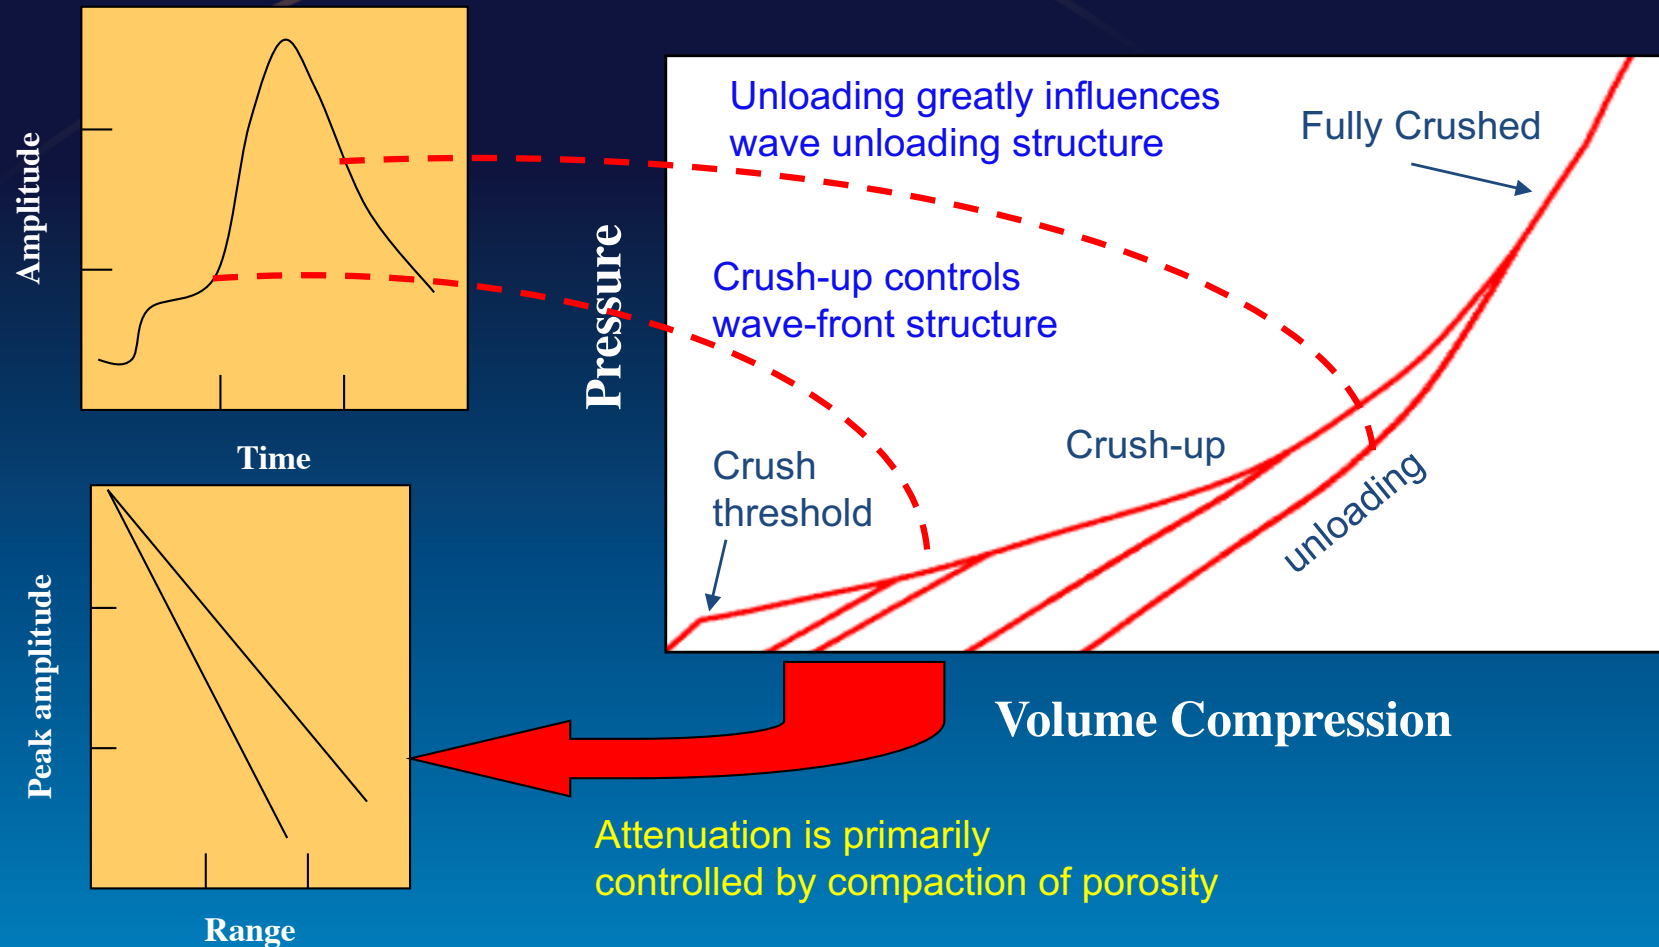 Amplitude
Time
Unloading greatly influences
wave unloading structure
Fully Crushed
Pressure
Crush-up controls
wave-front structure
Crush-up
Crush
threshold
unloading
Volume Compression
Peak amplitude
Range
Attenuation is primarily
controlled by compaction of porosity